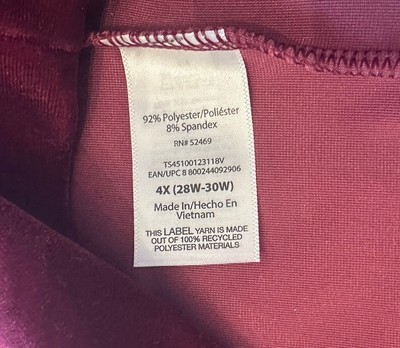 92% Polyester/Poliéster
8% Spandex
RN# 52469
TS45100123118V
EAN/UPC 8 800244092906
4X (28W-30W)
Made In/Hecho En
Vietnam
THIS LABEL YARN IS MADE
OUT OF 100% RECYCLED
POLYESTER MATERIALS